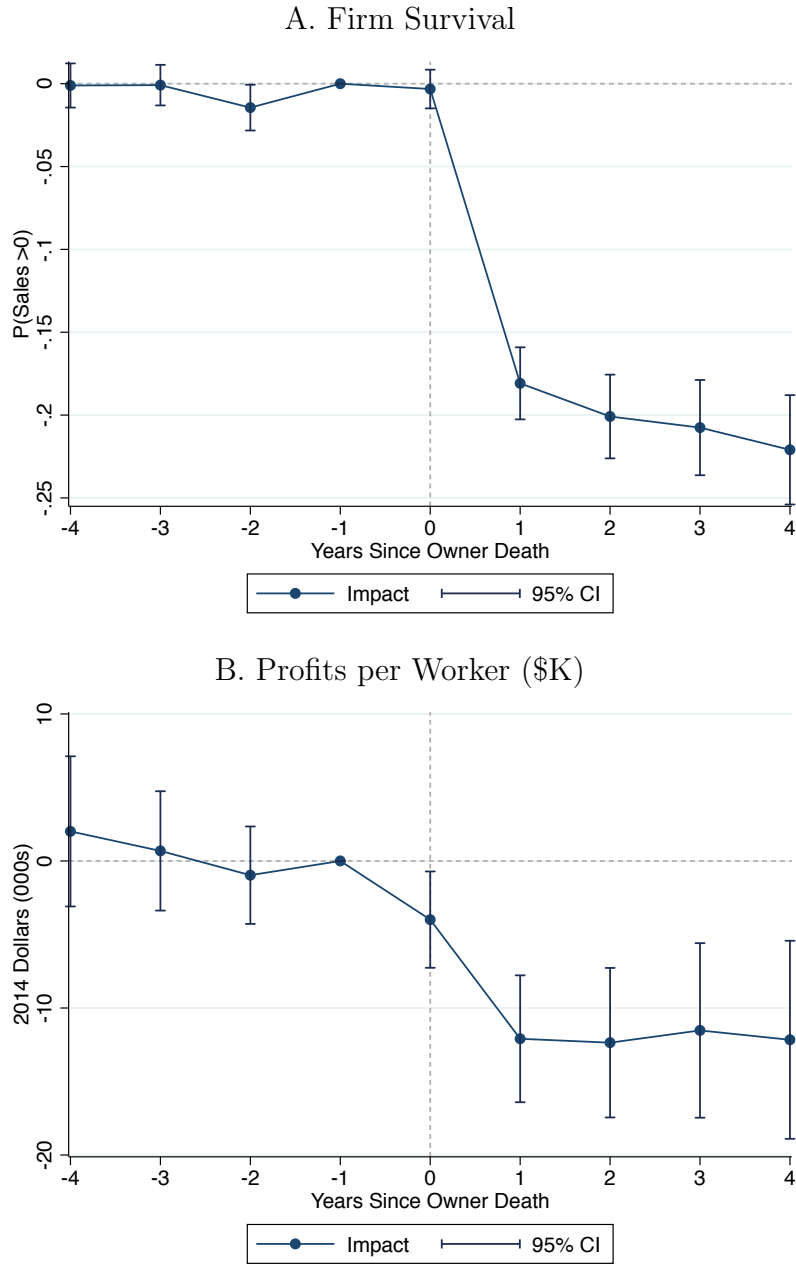 A. Firm Survival
0
-.05
-.1
-.15
-.2
-.25
P(Sales >0)
-4 -3 -2 -1 0 1 2 3 4
Years Since Owner Death
Impact 95% CI
B. Profits per Worker ($K)
10
0
-10
-20
2014 Dollars (000s)
-4 -3 -2 -1 0 1 2 3 4
Years Since Owner Death
Impact 95% CI